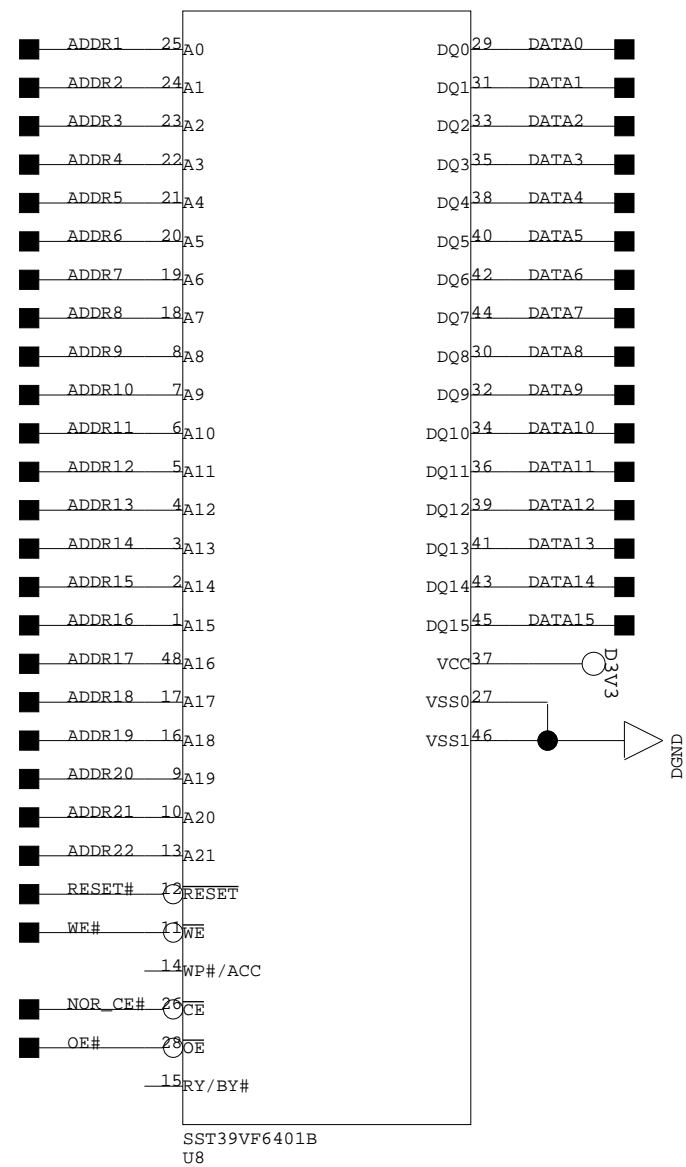 ADDR1 25 A0 DQ0 29 DATA0
ADDR2 24 A1 DQ1 31 DATA1
ADDR3 23 A2 DQ2 33 DATA2
ADDR4 22 A3 DQ3 35 DATA3
ADDR5 21 A4 DQ4 38 DATA4
ADDR6 20 A5 DQ5 40 DATA5
ADDR7 19 A6 DQ6 42 DATA6
ADDR8 18 A7 DQ7 44 DATA7
ADDR9 8 A8 DQ8 30 DATA8
ADDR10 7 A9 DQ9 32 DATA9
ADDR11 6 A10 DQ10 34 DATA10
ADDR12 5 A11 DQ11 36 DATA11
ADDR13 4 A12 DQ12 39 DATA12
ADDR14 3 A13 DQ13 41 DATA13
ADDR15 2 A14 DQ14 43 DATA14
ADDR16 1 A15 DQ15 45 DATA15
ADDR17 48 A16 VCC 37 D3V3
ADDR18 17 A17 VSS0 27
ADDR19 16 A18 VSS1 46 DGND
ADDR20 9 A19
ADDR21 10 A20
ADDR22 13 A21
RESET# 12 RESET
WE# 11 WE
14 WP#/ACC
NOR_CE# 26 CE
OE# 28 OE
15 RY/BY#
SST39VF6401B
U8